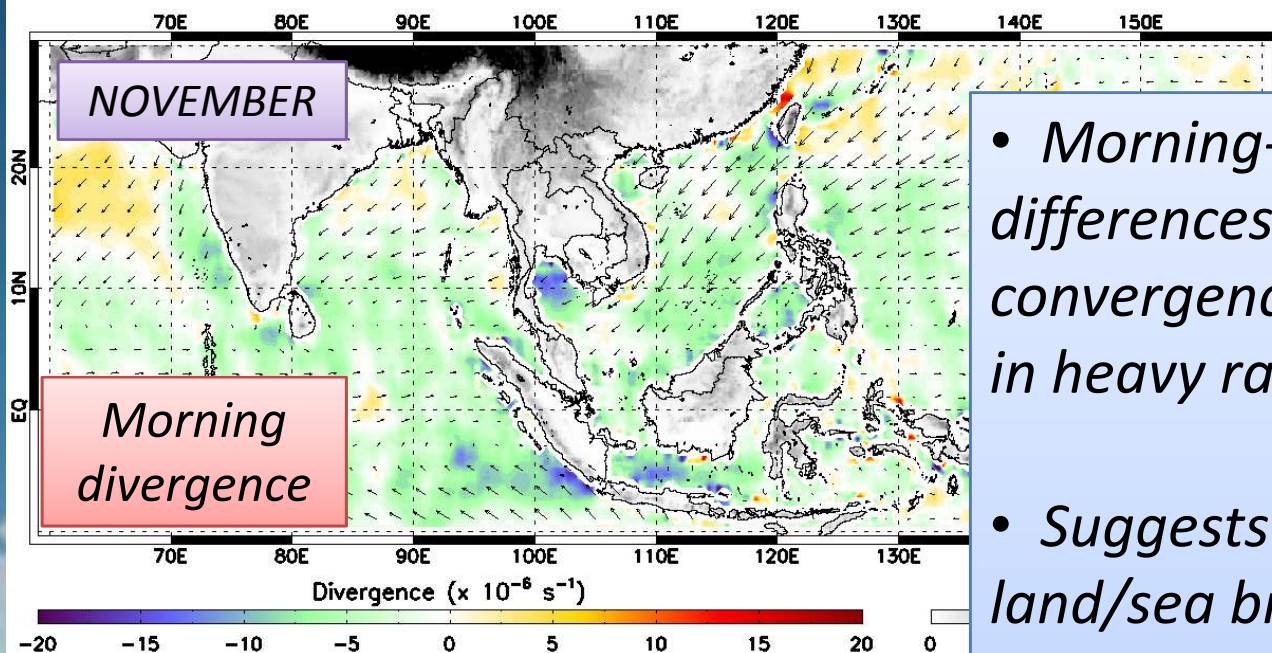 70E 80E 90E 100E 110E 120E 130E 140E 150E
NOVEMBER
20N
10N
EQ
Morning
divergence
70E 80E 90E 100E 110E 120E 130E
Divergence (x 10⁻⁶ s⁻¹)
−20 −15 −10 −5 0 5 10 15 20 0
• Morning-
differences
convergenc
in heavy ra
• Suggests
land/sea br